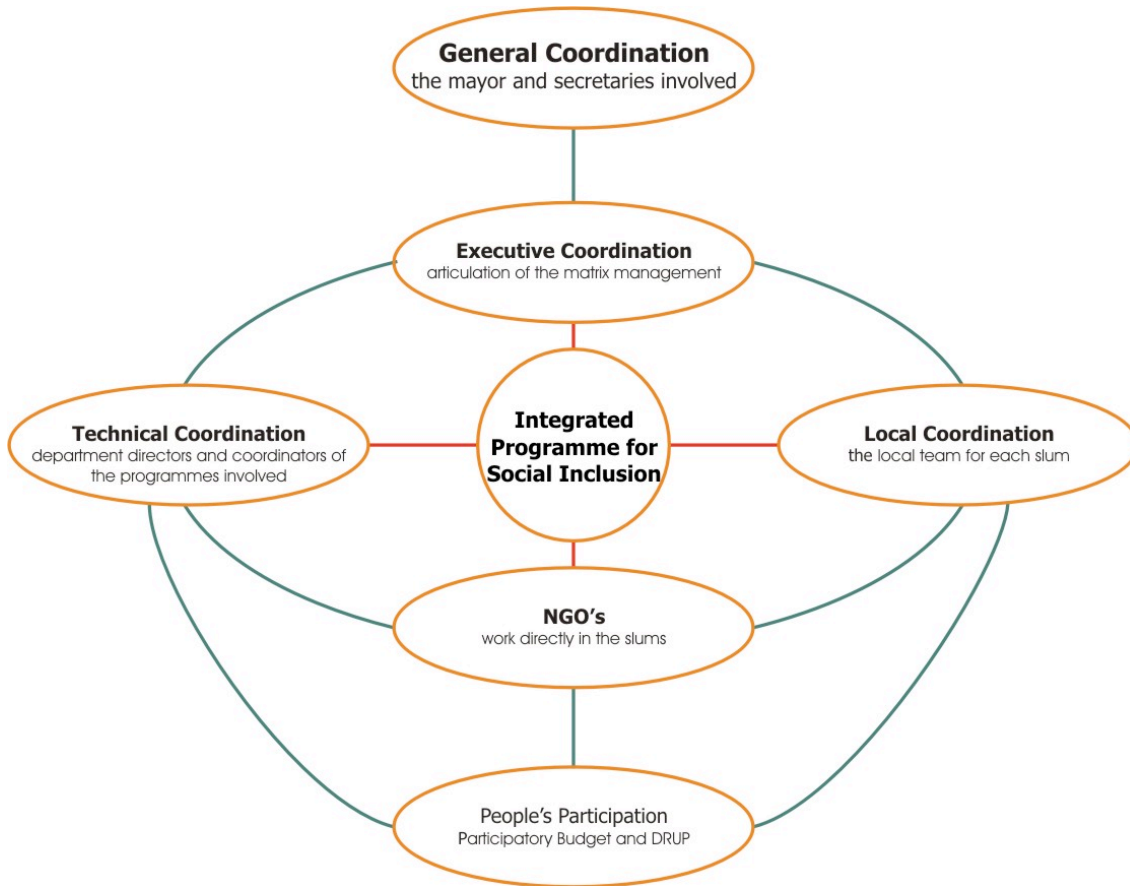 General Coordination
the mayor and secretaries involved
Executive Coordination
articulation of the matrix management
Technical Coordination
department directors and coordinators of
the programmes involved
Integrated
Programme for
Social Inclusion
Local Coordination
the local team for each slum
NGO's
work directly in the slums
People's Participation
Participatory Budget and DRUP